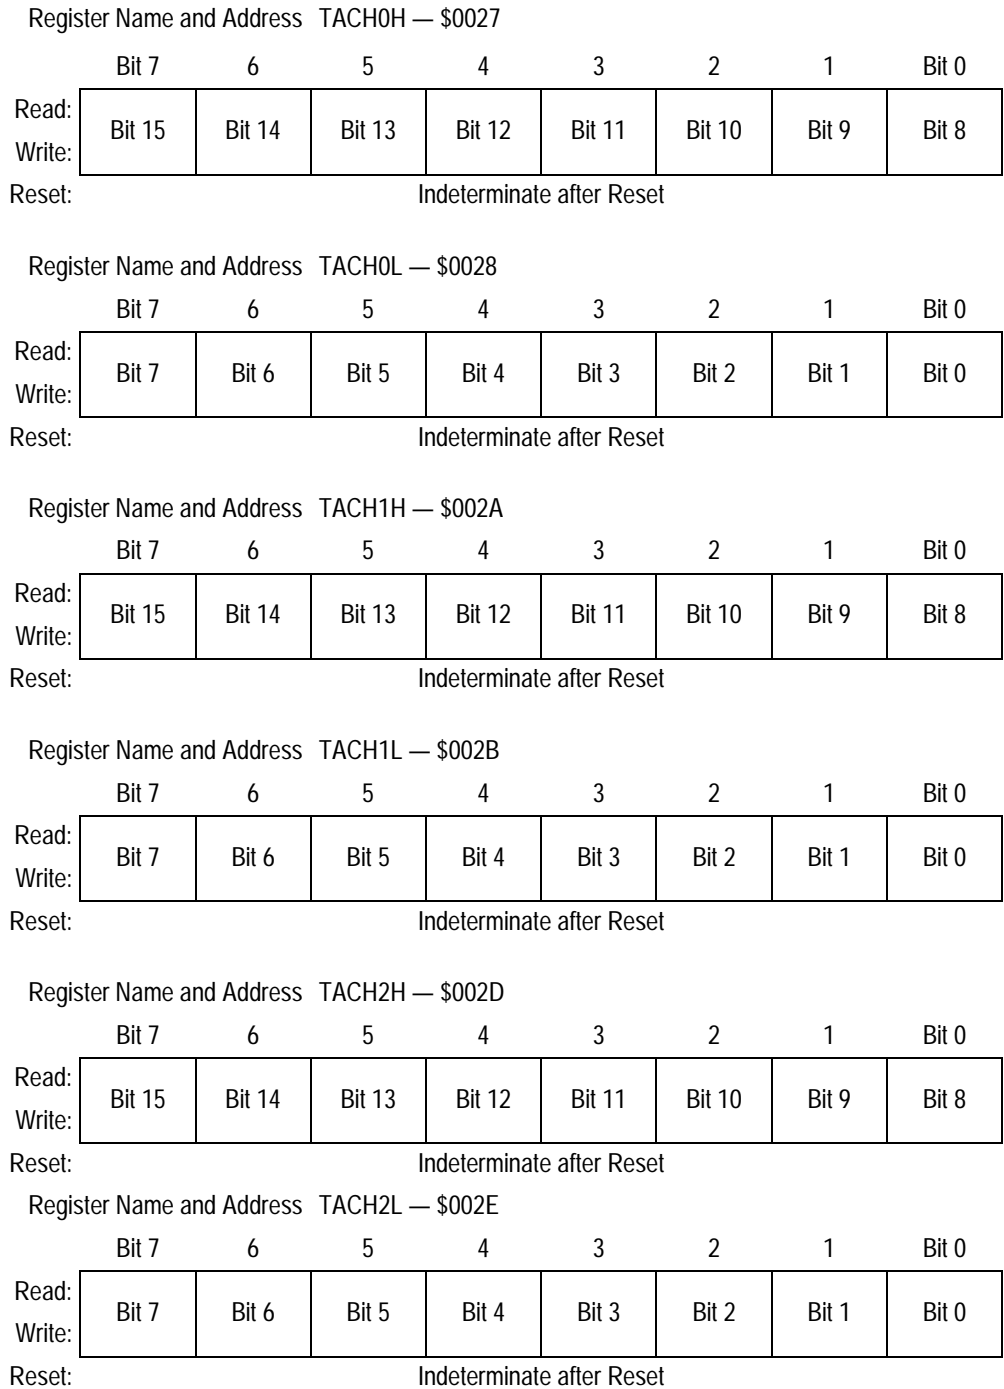 Register Name and Address TACH0H — $0027
Bit 7 6 5 4 3 2 1 Bit 0
Read:
Bit 15 Bit 14 Bit 13 Bit 12 Bit 11 Bit 10 Bit 9 Bit 8
Write:
Reset: Indeterminate after Reset
Register Name and Address TACH0L — $0028
Bit 7 6 5 4 3 2 1 Bit 0
Read:
Bit 7 Bit 6 Bit 5 Bit 4 Bit 3 Bit 2 Bit 1 Bit 0
Write:
Reset: Indeterminate after Reset
Register Name and Address TACH1H — $002A
Bit 7 6 5 4 3 2 1 Bit 0
Read:
Bit 15 Bit 14 Bit 13 Bit 12 Bit 11 Bit 10 Bit 9 Bit 8
Write:
Reset: Indeterminate after Reset
Register Name and Address TACH1L — $002B
Bit 7 6 5 4 3 2 1 Bit 0
Read:
Bit 7 Bit 6 Bit 5 Bit 4 Bit 3 Bit 2 Bit 1 Bit 0
Write:
Reset: Indeterminate after Reset
Register Name and Address TACH2H — $002D
Bit 7 6 5 4 3 2 1 Bit 0
Read:
Bit 15 Bit 14 Bit 13 Bit 12 Bit 11 Bit 10 Bit 9 Bit 8
Write:
Reset: Indeterminate after Reset
Register Name and Address TACH2L — $002E
Bit 7 6 5 4 3 2 1 Bit 0
Read:
Bit 7 Bit 6 Bit 5 Bit 4 Bit 3 Bit 2 Bit 1 Bit 0
Write:
Reset: Indeterminate after Reset